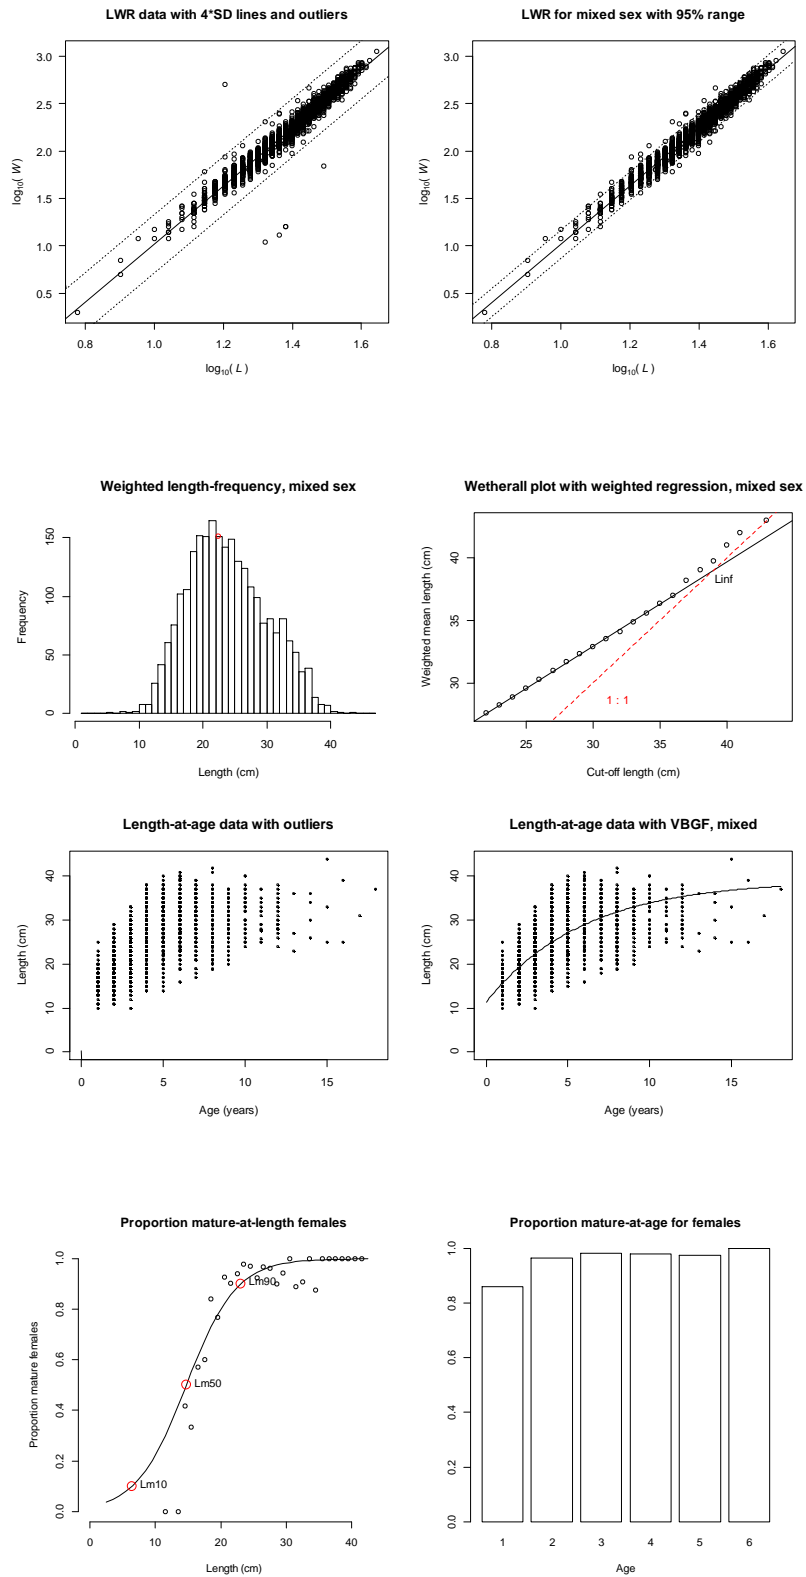 LWR data with 4*SD lines and outliers
log10( W )
3.0
2.5
2.0
1.5
1.0
0.5
0.8 1.0 1.2 1.4 1.6
log10( L )
LWR for mixed sex with 95% range
log10( W )
3.0
2.5
2.0
1.5
1.0
0.5
0.8 1.0 1.2 1.4 1.6
log10( L )
Weighted length-frequency, mixed sex
Frequency
150
100
50
0
0 10 20 30 40
Length (cm)
Wetherall plot with weighted regression, mixed sex
Weighted mean length (cm)
40
35
30
Linf
1 : 1
25 30 35 40
Cut-off length (cm)
Length-at-age data with outliers
Length (cm)
40
30
20
10
0
0 5 10 15
Age (years)
Length-at-age data with VBGF, mixed
Length (cm)
40
30
20
10
0
0 5 10 15
Age (years)
Proportion mature-at-length females
Proportion mature females
1.0
0.8
0.6
0.4
0.2
0.0
Lm90
Lm50
Lm10
0 10 20 30 40
Length (cm)
Proportion mature-at-age for females
1.0
0.8
0.6
0.4
0.2
0.0
1 2 3 4 5 6
Age